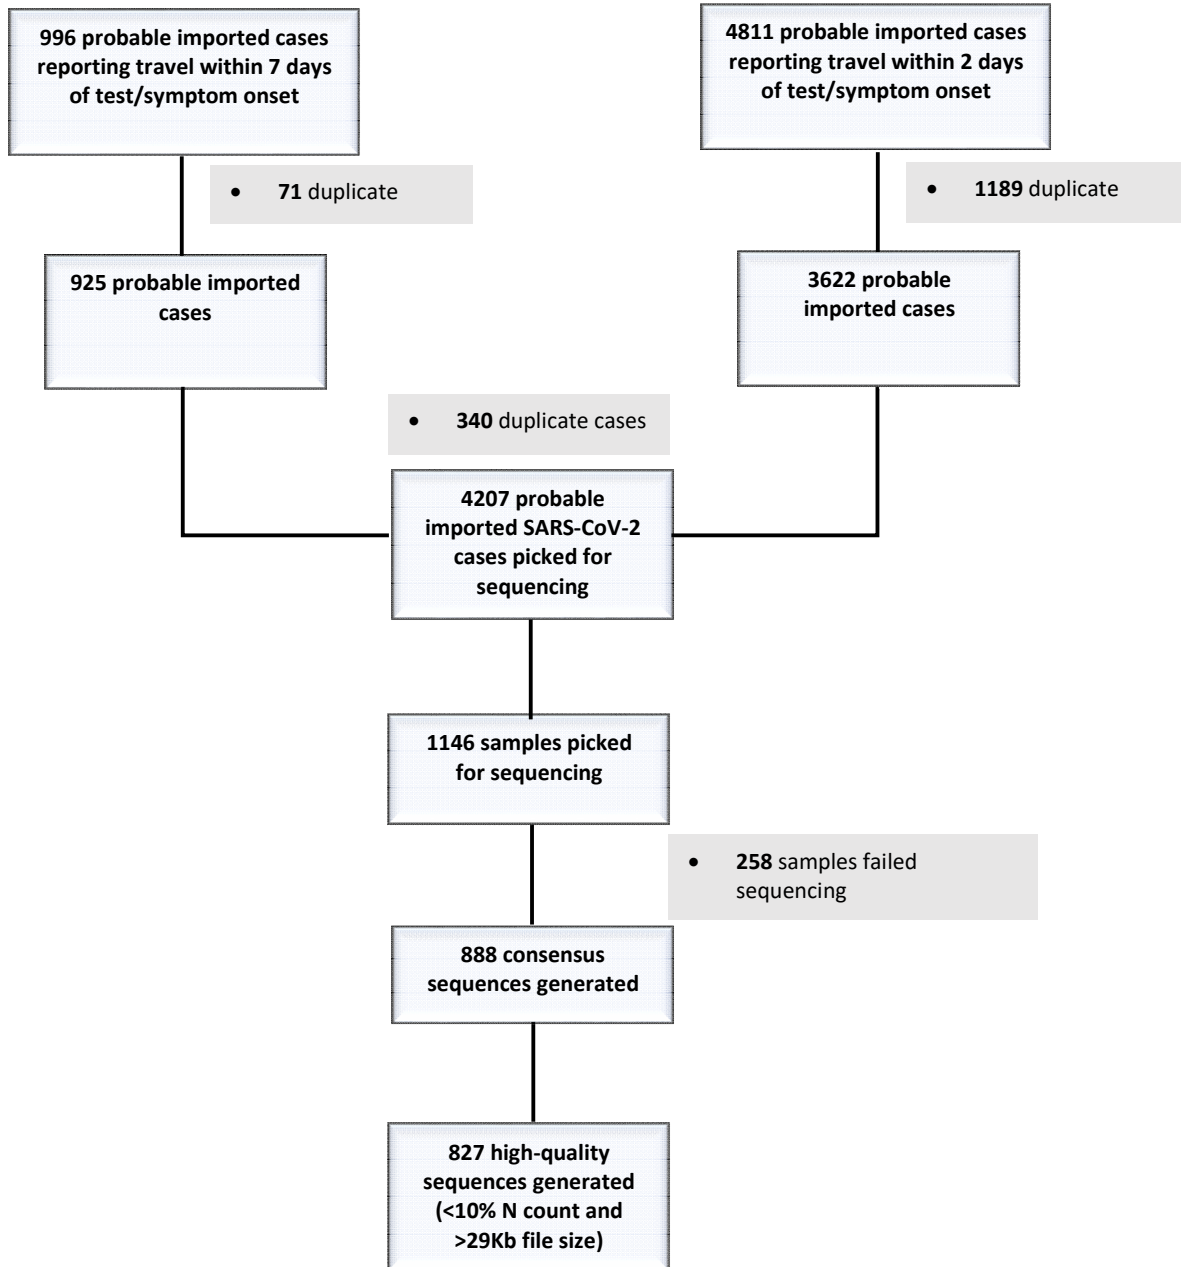 996 probable imported cases
reporting travel within 7 days
of test/symptom onset
4811 probable imported cases
reporting travel within 2 days
of test/symptom onset
• 71 duplicate
• 1189 duplicate
925 probable imported
cases
3622 probable
imported cases
• 340 duplicate cases
4207 probable
imported SARS-CoV-2
cases picked for
sequencing
1146 samples picked
for sequencing
• 258 samples failed
sequencing
888 consensus
sequences generated
827 high-quality
sequences generated
(<10% N count and
>29Kb file size)